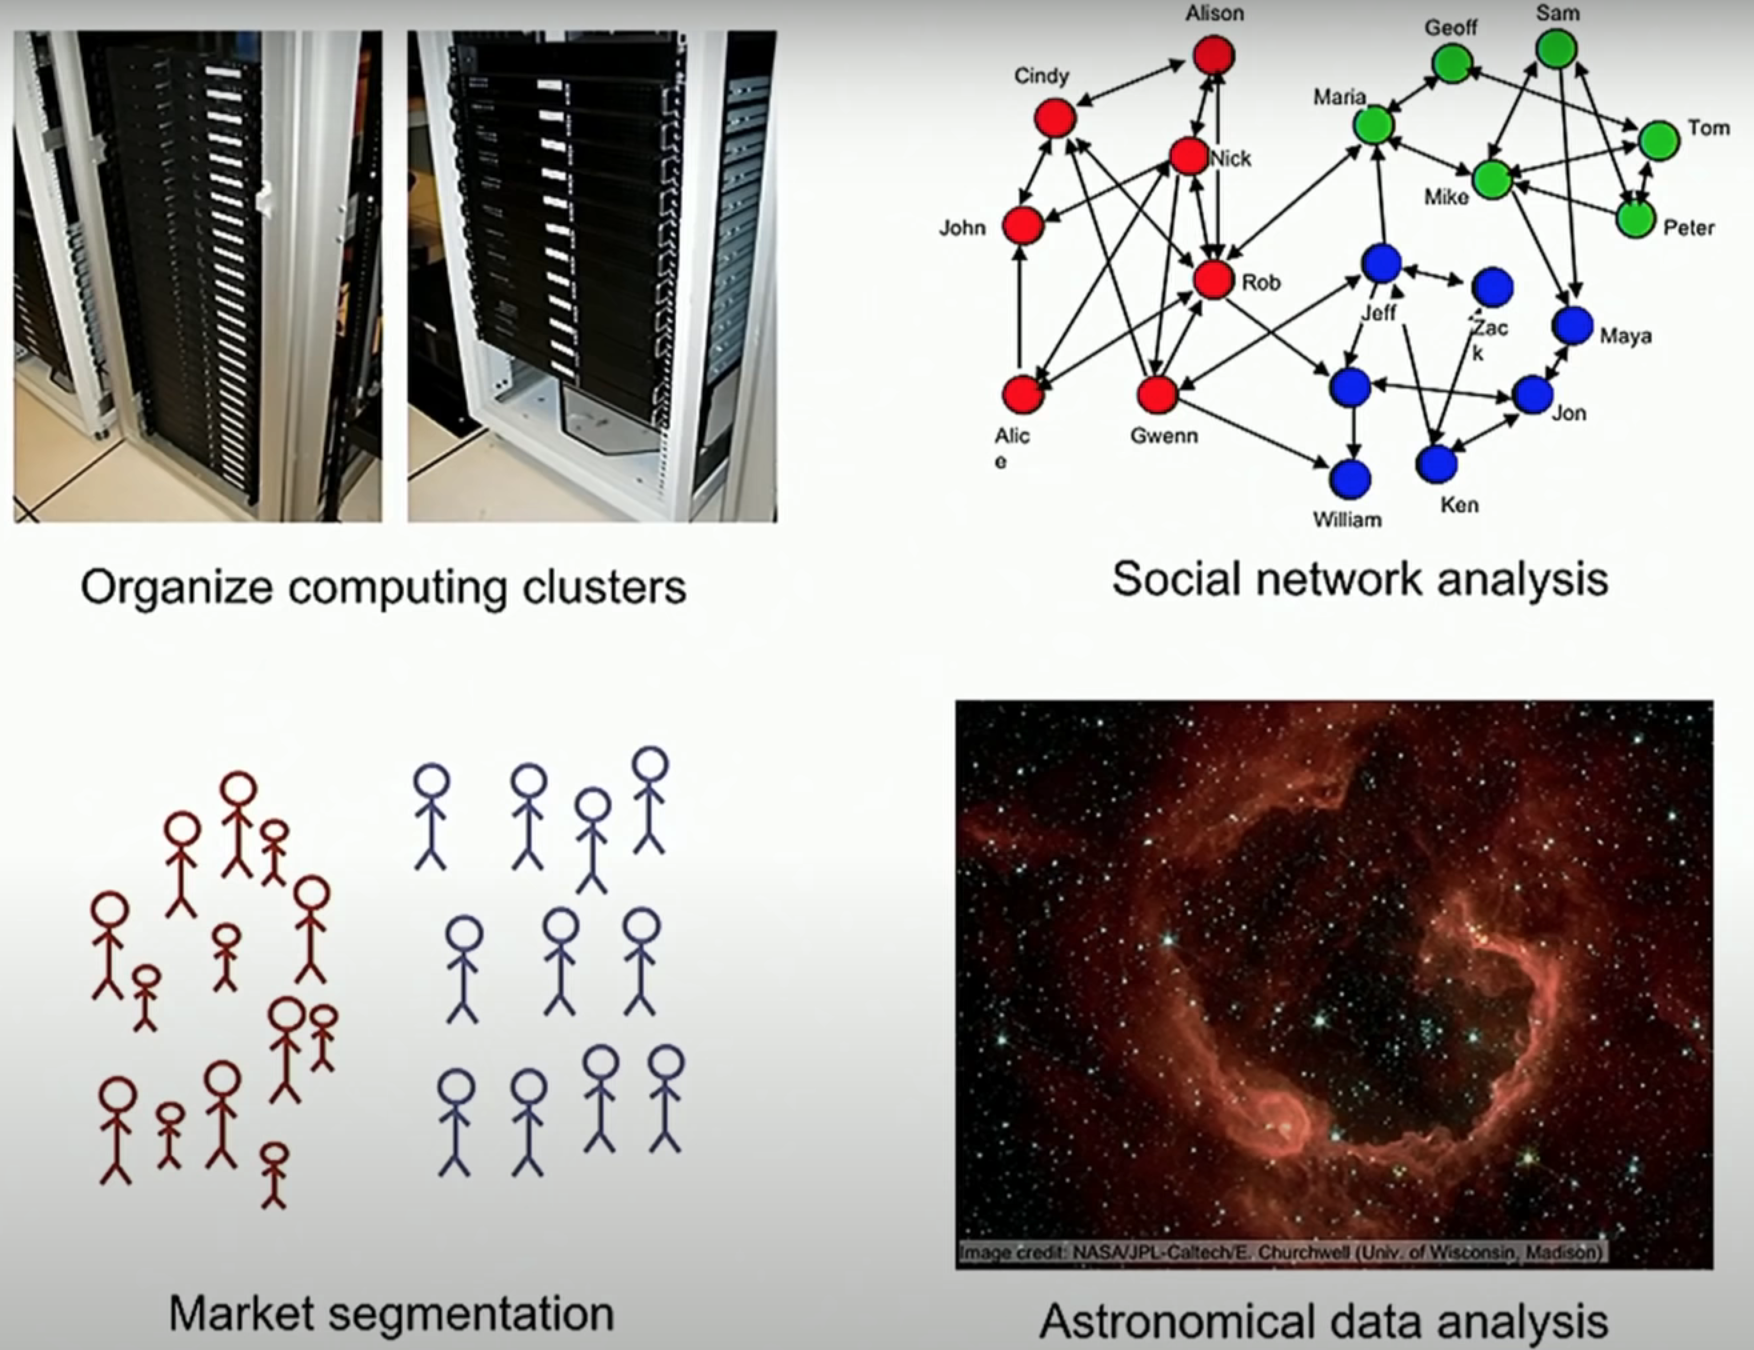 Alison
Geoff
Sam
Cindy
Maria
Tom
Nick
Mike
John
Peter
Rob
Jeff
Zac
k
Maya
Jon
Alic
e
Gwenn
Ken
William
Organize computing clusters
Social network analysis
Image credit: NASA/JPL-Caltech/E. Churchwell (Univ. of Wisconsin, Madison)
Market segmentation
Astronomical data analysis